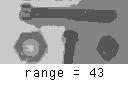 range = 43